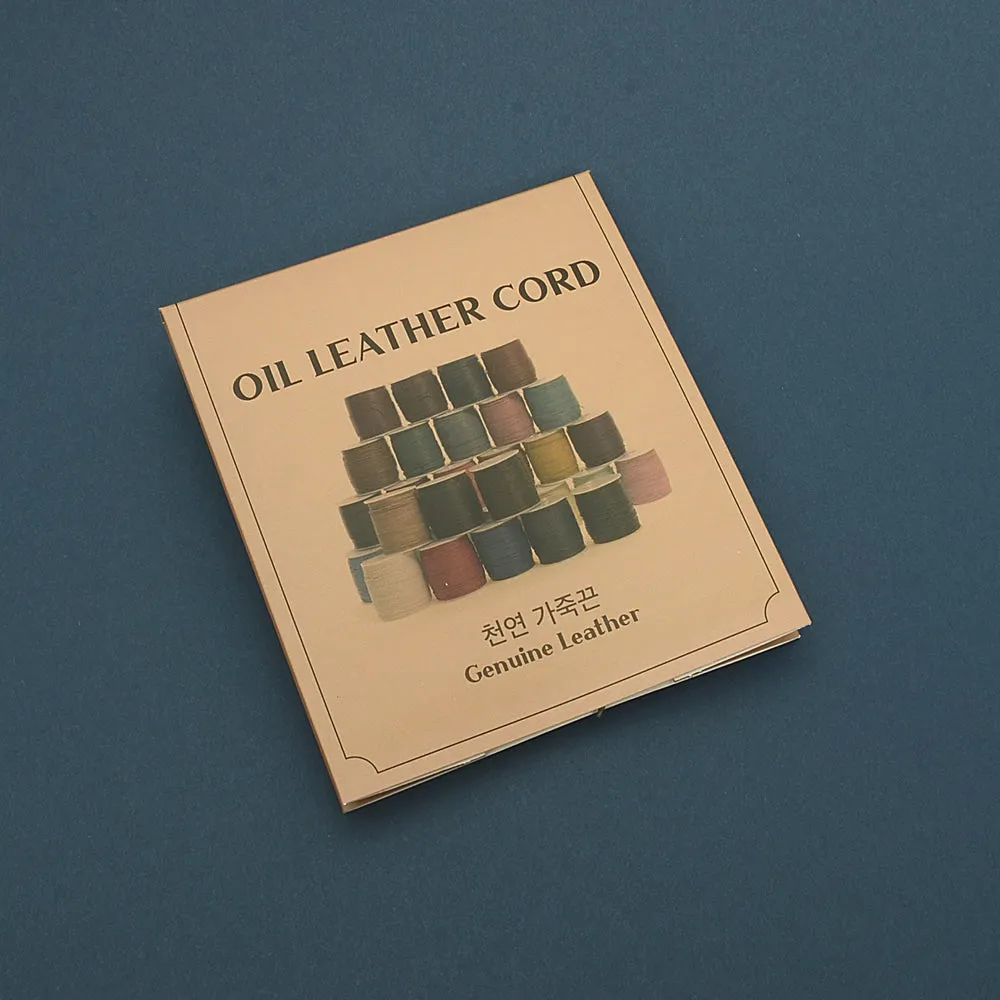 OIL LEATHER CORD
천연 가죽끈
Genuine Leather